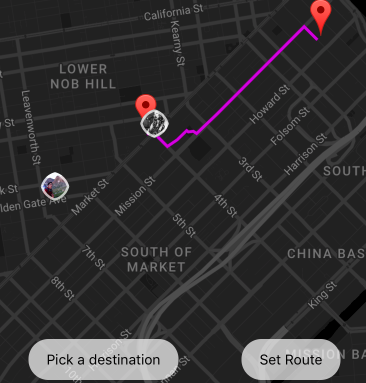 California St
Kearny St
LOWER
NOB HILL
Leavenworth St
Howard St
Folsom St
Harrison St
3rd St
SOUTH
k St
lden Gate Ave
Market St
Mission St
4th St
5th St
7th St
SOUTH OF
MARKET
CHINA BAS
8th St
King St
Pick a destination
Set Route